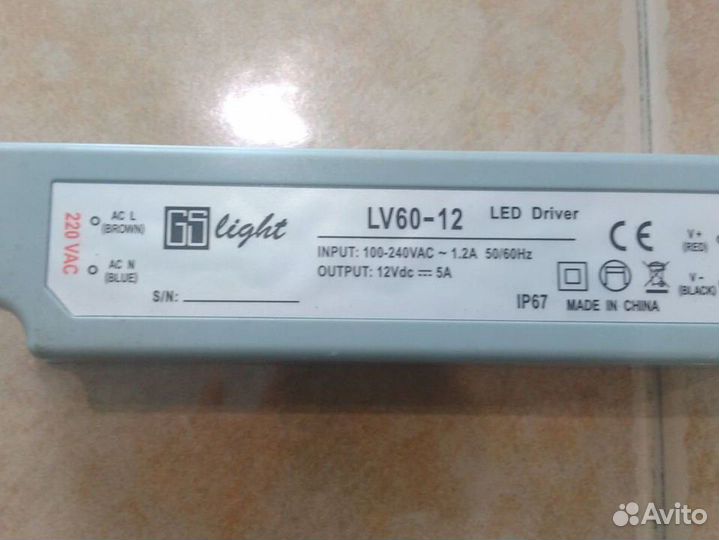 220 VAC
AC L
(BROWN)
AC N
(BLUE)
GS light
S/N:
LV60-12 LED Driver
INPUT: 100-240VAC ~ 1.2A 50/60Hz
OUTPUT: 12Vdc ⎓ 5A
IP67
CE
MADE IN CHINA
V+
(RED)
V-
(BLACK)
Avito